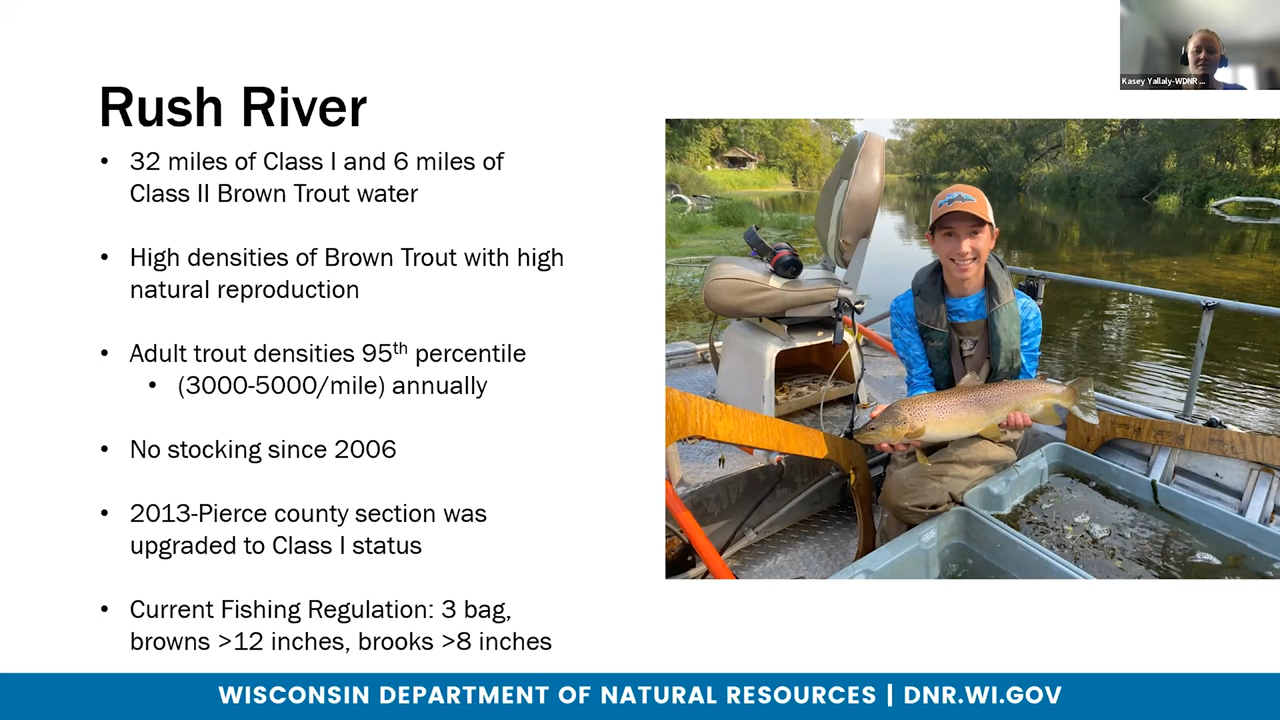 Kasey Yallaly-WDNR ...
Rush River
• 32 miles of Class I and 6 miles of
Class II Brown Trout water
• High densities of Brown Trout with high
natural reproduction
• Adult trout densities 95th percentile
• (3000-5000/mile) annually
• No stocking since 2006
• 2013-Pierce county section was
upgraded to Class I status
• Current Fishing Regulation: 3 bag,
browns >12 inches, brooks >8 inches
WISCONSIN DEPARTMENT OF NATURAL RESOURCES | DNR.WI.GOV